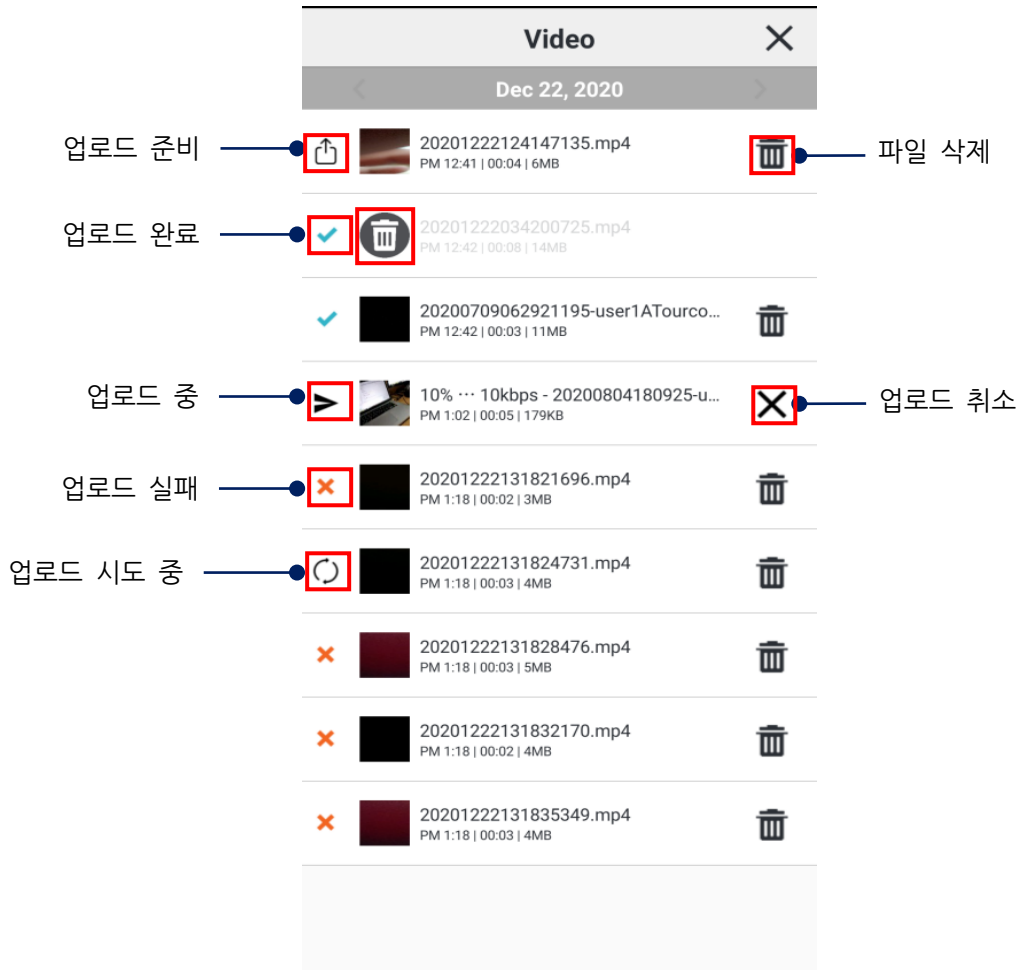 Video
Dec 22, 2020
업로드 준비
20201222124147135.mp4
PM 12:41 | 00:04 | 6MB
파일 삭제
업로드 완료
20201222034200725.mp4
PM 12:42 | 00:08 | 14MB
20200709062921195-user1ATourco...
PM 12:42 | 00:03 | 11MB
업로드 중
10% ··· 10kbps - 20200804180925-u...
PM 1:02 | 00:05 | 179KB
업로드 취소
업로드 실패
20201222131821696.mp4
PM 1:18 | 00:02 | 3MB
업로드 시도 중
20201222131824731.mp4
PM 1:18 | 00:03 | 4MB
20201222131828476.mp4
PM 1:18 | 00:03 | 5MB
20201222131832170.mp4
PM 1:18 | 00:02 | 4MB
20201222131835349.mp4
PM 1:18 | 00:03 | 4MB